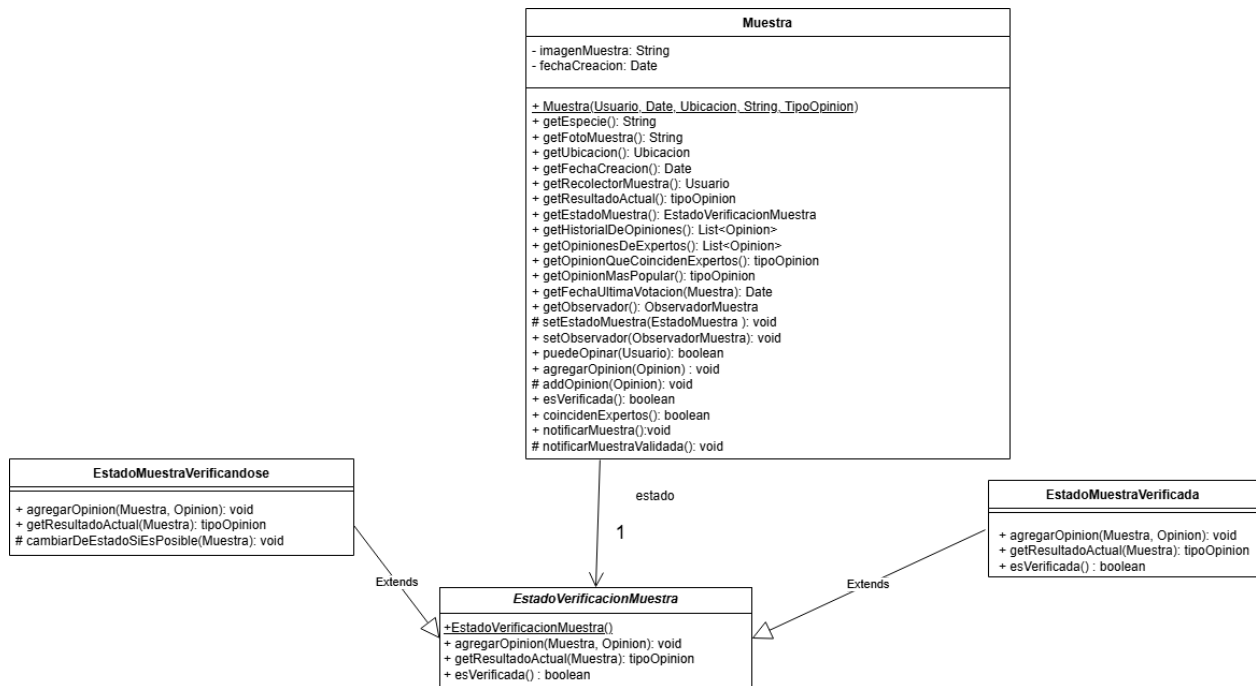 Muestra
- imagenMuestra: String
- fechaCreacion: Date
+ Muestra(Usuario, Date, Ubicacion, String, TipoOpinion)
+ getEspecie(): String
+ getFotoMuestra(): String
+ getUbicacion(): Ubicacion
+ getFechaCreacion(): Date
+ getRecolectorMuestra(): Usuario
+ getResultadoActual(): tipoOpinion
+ getEstadoMuestra(): EstadoVerificacionMuestra
+ getHistorialDeOpiniones(): List<Opinion>
+ getOpinionesDeExpertos(): List<Opinion>
+ getOpinionQueCoincidenExpertos(): tipoOpinion
+ getOpinionMasPopular(): tipoOpinion
+ getFechaUltimaVotacion(Muestra): Date
+ getObservador(): ObservadorMuestra
# setEstadoMuestra(EstadoMuestra ): void
+ setObservador(ObservadorMuestra): void
+ puedeOpinar(Usuario): boolean
+ agregarOpinion(Opinion) : void
# addOpinion(Opinion): void
+ esVerificada(): boolean
+ coincidenExpertos(): boolean
+ notificarMuestra():void
# notificarMuestraValidada(): void
EstadoMuestraVerificandose
+ agregarOpinion(Muestra, Opinion): void
+ getResultadoActual(Muestra): tipoOpinion
# cambiarDeEstadoSiEsPosible(Muestra): void
estado
1
EstadoMuestraVerificada
+ agregarOpinion(Muestra, Opinion): void
+ getResultadoActual(Muestra): tipoOpinion
+ esVerificada() : boolean
Extends
Extends
EstadoVerificacionMuestra
+EstadoVerificacionMuestra()
+ agregarOpinion(Muestra, Opinion): void
+ getResultadoActual(Muestra): tipoOpinion
+ esVerificada() : boolean